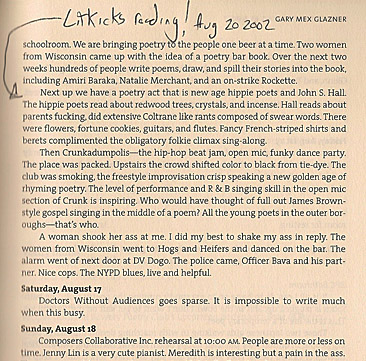 LitKicks reading! Aug 20 2002 GARY MEX GLAZNER
schoolroom. We are bringing poetry to the people one beer at a time. Two women
from Wisconsin came up with the idea of a poetry bar book. Over the next two
weeks hundreds of people write poems, draw, and spill their stories into the book,
including Amiri Baraka, Natalie Merchant, and an on-strike Rockette.
Next up we have a poetry act that is new age hippie poets and John S. Hall.
The hippie poets read about redwood trees, crystals, and incense. Hall reads about
parents fucking, did extensive Coltrane like rants composed of swear words. There
were flowers, fortune cookies, guitars, and flutes. Fancy French-striped shirts and
berets complimented the obligatory folkie climax sing-along.
Then Crunkadumpolis—the hip-hop beat jam, open mic, funky dance party.
The place was packed. Upstairs the crowd shifted color to black from tie-dye. The
club was smoking, the freestyle improvisation crisp speaking a new golden age of
rhyming poetry. The level of performance and R & B singing skill in the open mic
section of Crunk is inspiring. Who would have thought of full out James Brown-
style gospel singing in the middle of a poem? All the young poets in the outer bor-
oughs—that's who.
A woman shook her ass at me. I did my best to shake my ass in reply. The
women from Wisconsin went to Hogs and Heifers and danced on the bar. The
alarm went of next door at DV Dogo. The police came, Officer Bava and his part-
ner. Nice cops. The NYPD blues, live and helpful.
Saturday, August 17
Doctors Without Audiences goes sparse. It is impossible to write much
when this busy.
Sunday, August 18
Composers Collaborative Inc. rehearsal at 10:00 AM. People are more or less on
time. Jenny Lin is a very cute pianist. Meredith is interesting but a pain in the ass.